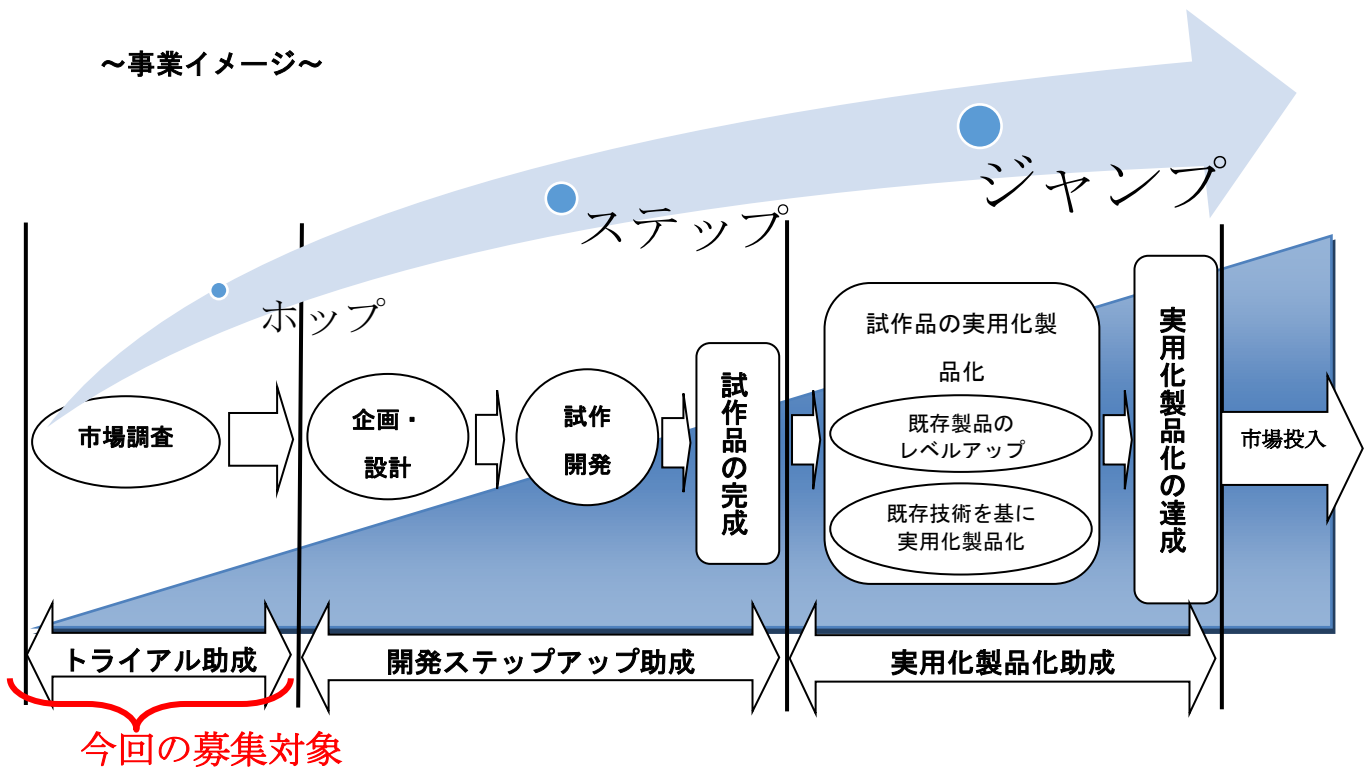 ～事業イメージ～
ジャンプ
ステップ
ホップ
市場調査
企画・
設計
試作
開発
試作品の完成
試作品の実用化製
品化
既存製品の
レベルアップ
既存技術を基に
実用化製品化
実用化製品化の達成
市場投入
トライアル助成
開発ステップアップ助成
実用化製品化助成
今回の募集対象